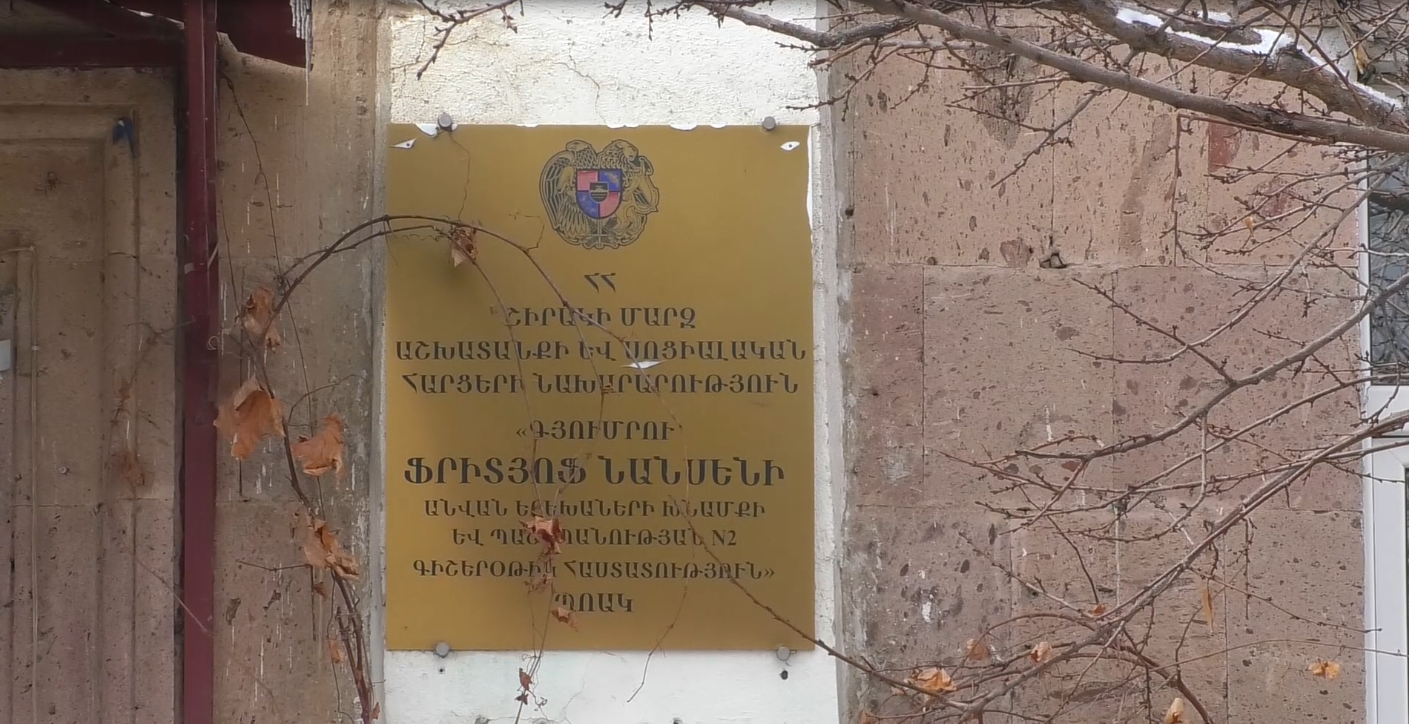 ՀՀ
ՇԻՐԱԿԻ ՄԱՐԶ
ԱՇԽԱՏԱՆՔԻ ԵՎ ՍՈՑԻԱԼԱԿԱՆ
ՀԱՐՑԵՐԻ ՆԱԽԱՐԱՐՈՒԹՅՈՒՆ
«ԳՅՈՒՄՐՈՒ
ՖՐԻՏՅՈՖ ՆԱՆՍԵՆԻ
ԱՆՎԱՆ ԵՐԵԽԱՆԵՐԻ ԽՆԱՄՔԻ
ԵՎ ՊԱՇՏՊԱՆՈՒԹՅԱՆ N2
ԳԻՇԵՐՕԹԻԿ ՀԱՍՏԱՏՈՒԹՅՈՒՆ»
ՊՈԱԿ